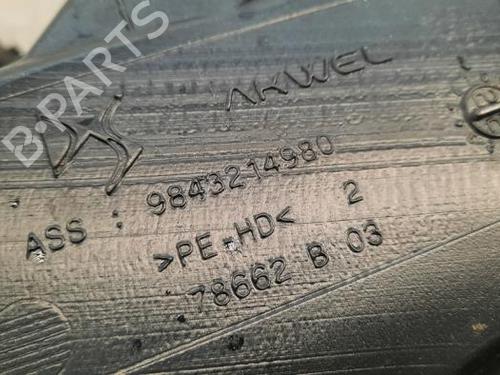 B-PARTS
AKWEL
9843214980
ASS
>PE-HD< 2
78662 B 03